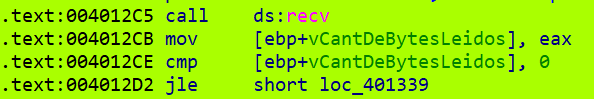 .text:004012C5 call    ds:recv
.text:004012CB mov     [ebp+vCantDeBytesLeidos], eax
.text:004012CE cmp     [ebp+vCantDeBytesLeidos], 0
.text:004012D2 jle     short loc_401339